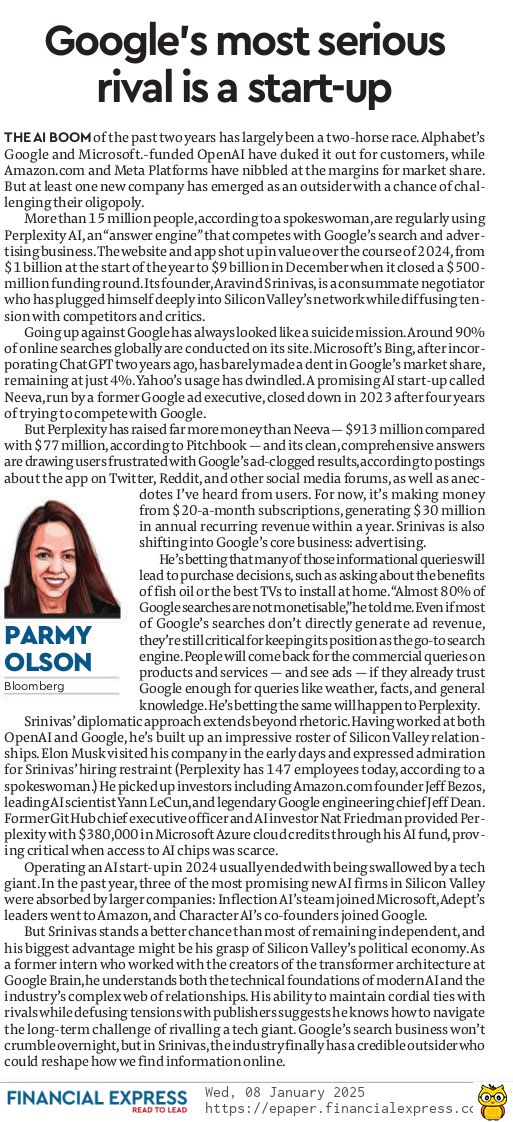 Google's most serious
rival is a start-up
THE AI BOOM of the past two years has largely been a two-horse race. Alphabet's
Google and Microsoft.-funded OpenAI have duked it out for customers, while
Amazon.com and Meta Platforms have nibbled at the margins for market share.
But at least one new company has emerged as an outsider with a chance of chal-
lenging their oligopoly.
More than 15 million people, according to a spokeswoman, are regularly using
Perplexity AI, an “answer engine” that competes with Google's search and adver-
tising business. The website and app shot up in value over the course of 2024, from
$1 billion at the start of the year to $9 billion in December when it closed a $500-
million funding round. Its founder, Aravind Srinivas, is a consummate negotiator
who has plugged himself deeply into Silicon Valley's network while diffusing ten-
sion with competitors and critics.
Going up against Google has always looked like a suicide mission. Around 90%
of online searches globally are conducted on its site. Microsoft's Bing, after incor-
porating ChatGPT two years ago, has barely made a dent in Google's market share,
remaining at just 4%. Yahoo's usage has dwindled. A promising AI start-up called
Neeva, run by a former Google ad executive, closed down in 2023 after four years
of trying to compete with Google.
But Perplexity has raised far more money than Neeva — $913 million compared
with $77 million, according to Pitchbook — and its clean, comprehensive answers
are drawing users frustrated with Google's ad-clogged results, according to postings
about the app on Twitter, Reddit, and other social media forums, as well as anec-
dotes I've heard from users. For now, it's making money
from $20-a-month subscriptions, generating $30 million
in annual recurring revenue within a year. Srinivas is also
shifting into Google's core business: advertising.
He's betting that many of those informational queries will
lead to purchase decisions, such as asking about the benefits
of fish oil or the best TVs to install at home. “Almost 80% of
Google searches are not monetisable,” he told me. Even if most
of Google's searches don't directly generate ad revenue,
they're still critical for keeping its position as the go-to search
engine. People will come back for the commercial queries on
products and services — and see ads — if they already trust
Google enough for queries like weather, facts, and general
knowledge. He's betting the same will happen to Perplexity.
PARMY
OLSON
Bloomberg
Srinivas' diplomatic approach extends beyond rhetoric. Having worked at both
OpenAI and Google, he's built up an impressive roster of Silicon Valley relation-
ships. Elon Musk visited his company in the early days and expressed admiration
for Srinivas' hiring restraint (Perplexity has 147 employees today, according to a
spokeswoman.) He picked up investors including Amazon.com founder Jeff Bezos,
leading AI scientist Yann LeCun, and legendary Google engineering chief Jeff Dean.
Former GitHub chief executive officer and AI investor Nat Friedman provided Per-
plexity with $380,000 in Microsoft Azure cloud credits through his AI fund, prov-
ing critical when access to AI chips was scarce.
Operating an AI start-up in 2024 usually ended with being swallowed by a tech
giant. In the past year, three of the most promising new AI firms in Silicon Valley
were absorbed by larger companies: Inflection AI's team joined Microsoft, Adept's
leaders went to Amazon, and Character AI's co-founders joined Google.
But Srinivas stands a better chance than most of remaining independent, and
his biggest advantage might be his grasp of Silicon Valley's political economy. As
a former intern who worked with the creators of the transformer architecture at
Google Brain, he understands both the technical foundations of modern AI and the
industry's complex web of relationships. His ability to maintain cordial ties with
rivals while defusing tensions with publishers suggests he knows how to navigate
the long-term challenge of rivalling a tech giant. Google's search business won't
crumble overnight, but in Srinivas, the industry finally has a credible outsider who
could reshape how we find information online.
FINANCIAL EXPRESS
READ TO LEAD
Wed, 08 January 2025
https://epaper.financialexpress.cc